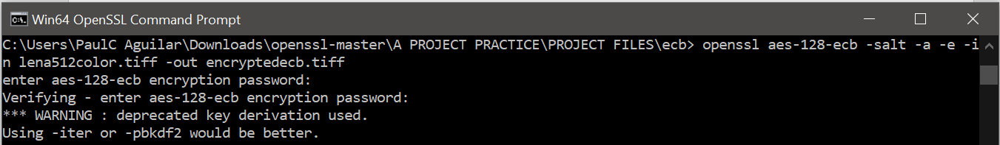 Win64 OpenSSL Command Prompt
C:\Users\PaulC Aguilar\Downloads\openssl-master\A PROJECT PRACTICE\PROJECT FILES\ecb> openssl aes-128-ecb -salt -a -e -i
n lena512color.tiff -out encryptedecb.tiff
enter aes-128-ecb encryption password:
Verifying - enter aes-128-ecb encryption password:
*** WARNING : deprecated key derivation used.
Using -iter or -pbkdf2 would be better.